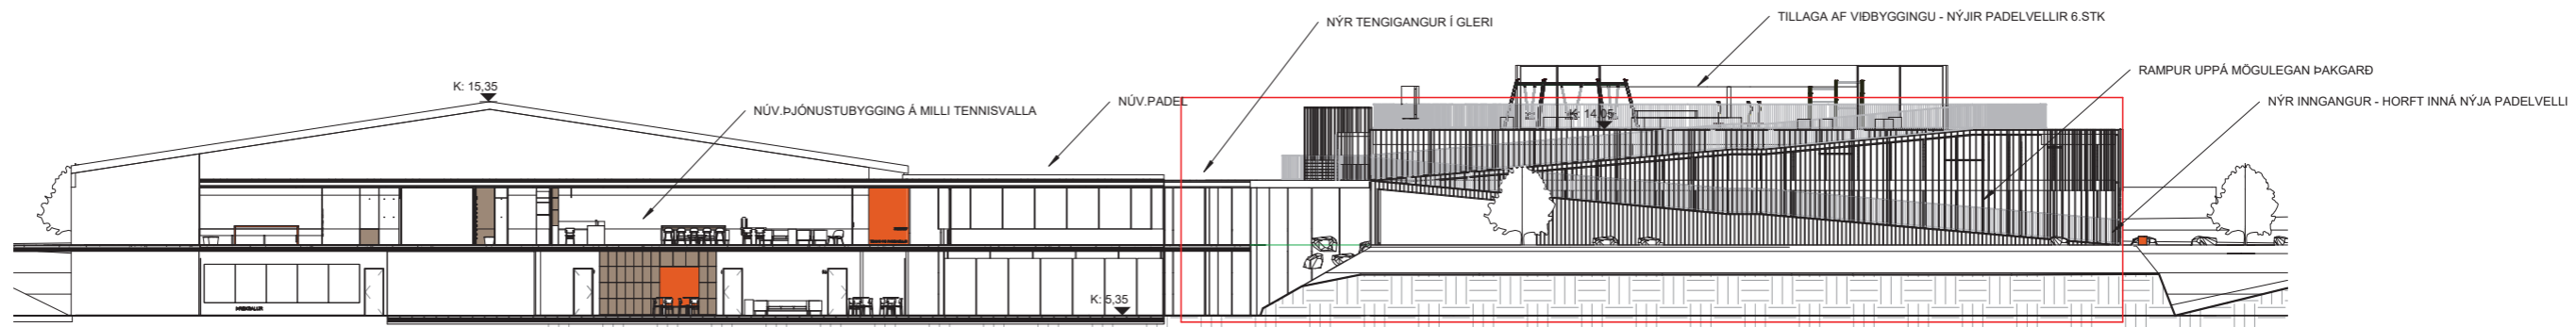 NÝR TENGIGANGUR Í GLERI
TILLAGA AF VIÐBYGGINGU - NÝJIR PADELVELLIR 6.STK
RAMPUR UPPÁ MÖGULEGAN ÞAKGARÐ
K: 15,35
NÚV.PADEL
NÝR INNGANGUR - HORFT INNÁ NÝJA PADELVELLI
NÚV.ÞJÓNUSTUBYGGING Á MILLI TENNISVALLA
K: 14,05
K: 5,35